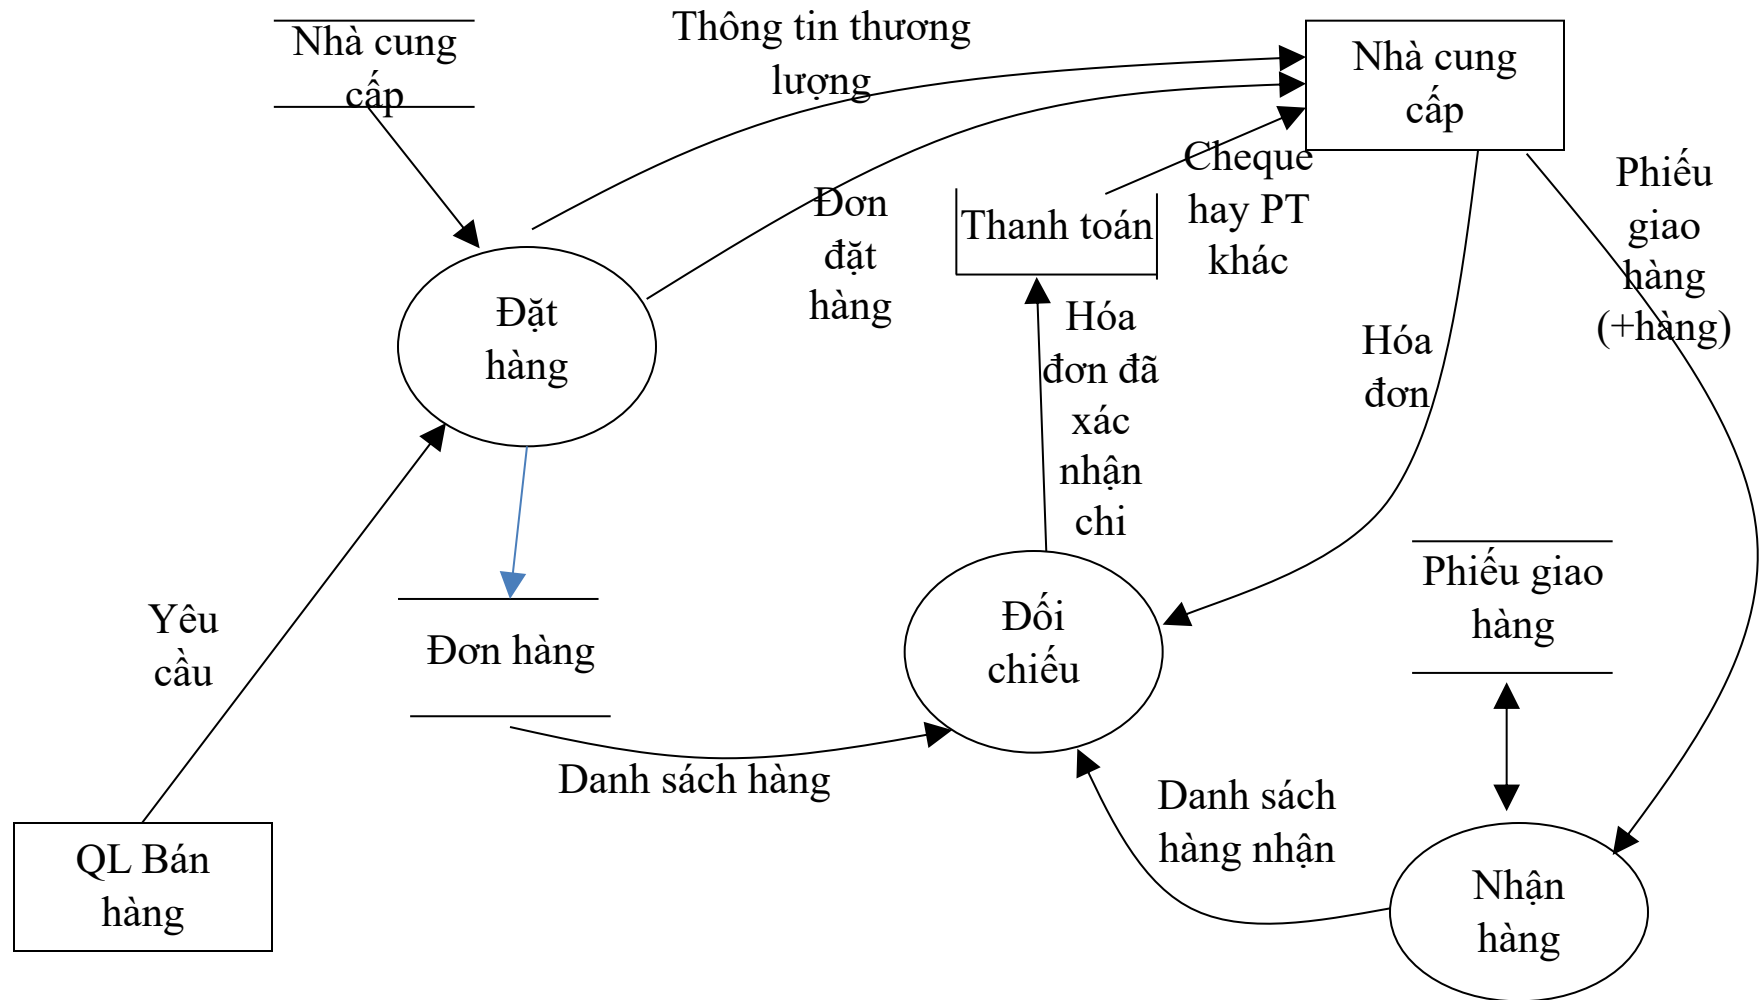 Nhà cung
cấp
Thông tin thương
lượng
Nhà cung
cấp
Cheque
hay PT
khác
Phiếu
giao
hàng
(+hàng)
Đơn
đặt
hàng
Thanh toán
Đặt
hàng
Hóa
đơn đã
xác
nhận
chi
Hóa
đơn
Yêu
cầu
Đơn hàng
Đối
chiếu
Phiếu giao
hàng
Danh sách hàng
Danh sách
hàng nhận
QL Bán
hàng
Nhận
hàng